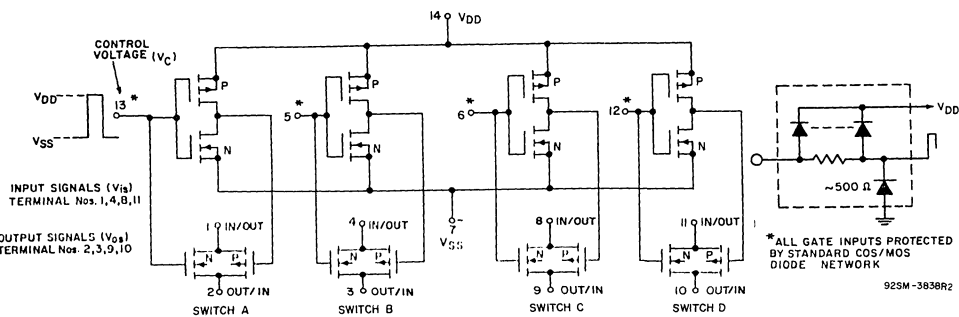 14 VDD
CONTROL
VOLTAGE (VC)
VDD
13 *
VSS
P
N
* 5
P
N
* 6
P
N
* 12
P
N
VDD
~500 Ω
INPUT SIGNALS (Vis)
TERMINAL Nos. 1,4,8,11
OUTPUT SIGNALS (Vos)
TERMINAL Nos. 2,3,9,10
7 -
VSS
1 IN/OUT
4 IN/OUT
8 IN/OUT
11 IN/OUT
N P
N P
N P
N P
2 OUT/IN
3 OUT/IN
9 OUT/IN
10 OUT/IN
SWITCH A
SWITCH B
SWITCH C
SWITCH D
*ALL GATE INPUTS PROTECTED
BY STANDARD COS/MOS
DIODE NETWORK
92SM-3838R2